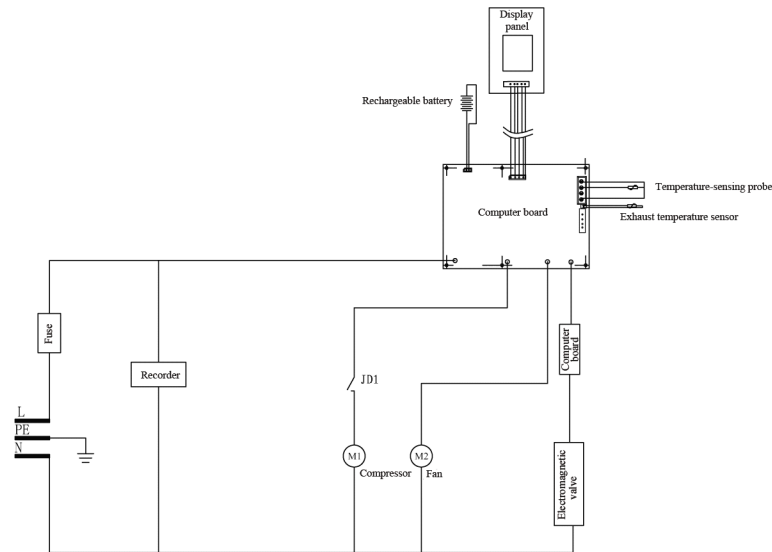 Display
panel
Rechargeable battery
Temperature-sensing probe
Computer board
Exhaust temperature sensor
Fuse
Recorder
JD1
Computer
board
L
PE
N
M1
M2
Compressor
Fan
Electromagnetic
valve